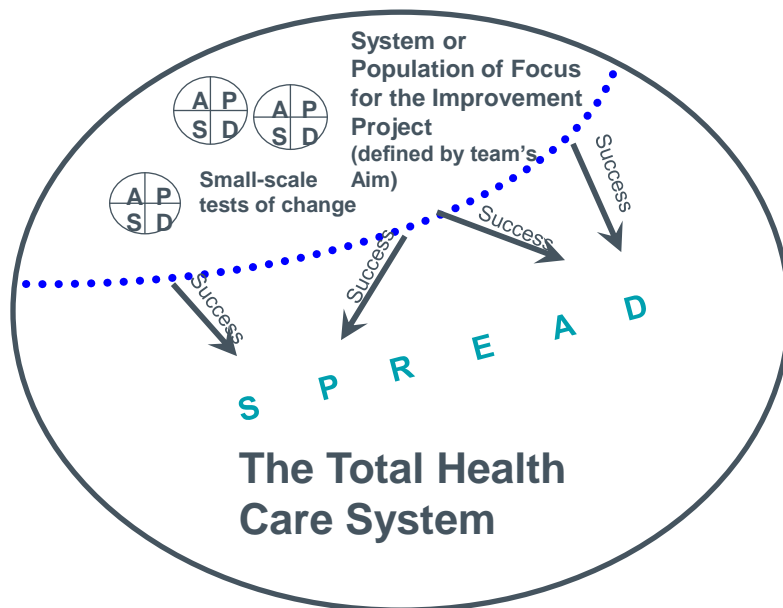 System or
Population of Focus
for the Improvement
Project
(defined by team's
Aim)
A P
S D
A P
S D
A P
S D
Small-scale
tests of change
Success
Success
Success
Success
S P R E A D
The Total Health
Care System